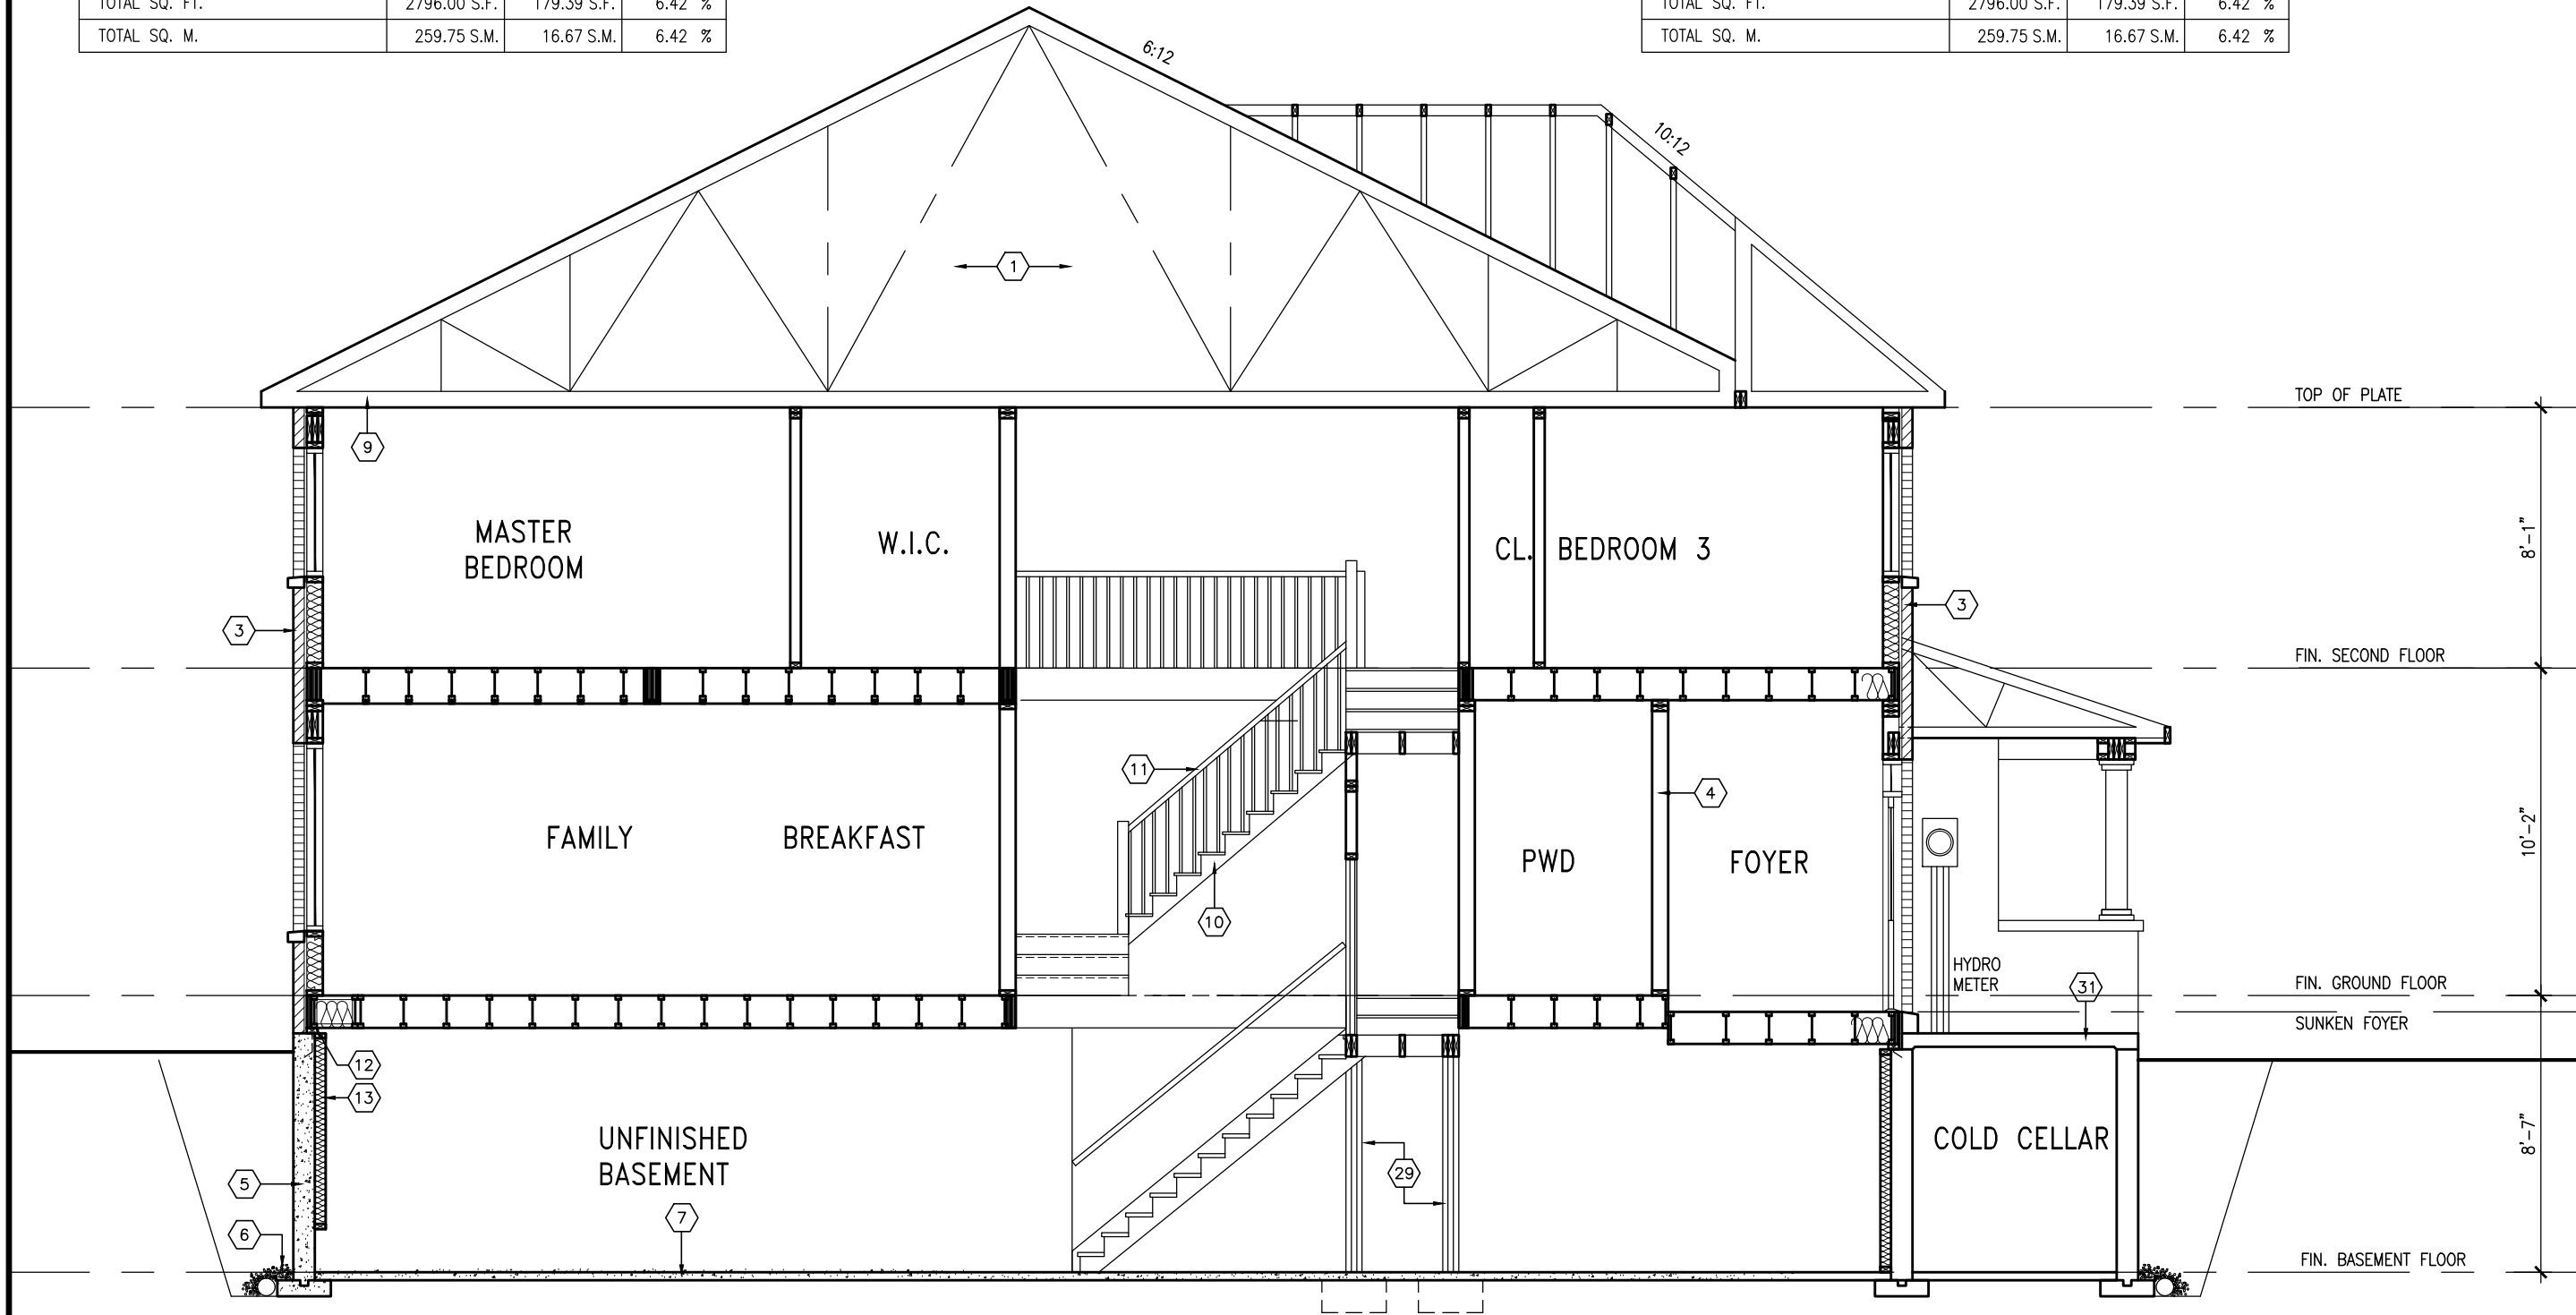 TOTAL SQ. FT. 2796.00 S.F. 179.39 S.F. 6.42 %
TOTAL SQ. M. 259.75 S.M. 16.67 S.M. 6.42 %
TOTAL SQ. FT. 2796.00 S.F. 179.39 S.F. 6.42 %
TOTAL SQ. M. 259.75 S.M. 16.67 S.M. 6.42 %
6:12
10:12
1
TOP OF PLATE
9
MASTER
BEDROOM
W.I.C.
CL.
BEDROOM 3
8'-1"
3
3
FIN. SECOND FLOOR
11
4
FAMILY
BREAKFAST
PWD
FOYER
10'-2"
10
HYDRO
METER
31
FIN. GROUND FLOOR
SUNKEN FOYER
12
13
UNFINISHED
BASEMENT
COLD CELLAR
8'-7"
5
29
7
6
FIN. BASEMENT FLOOR